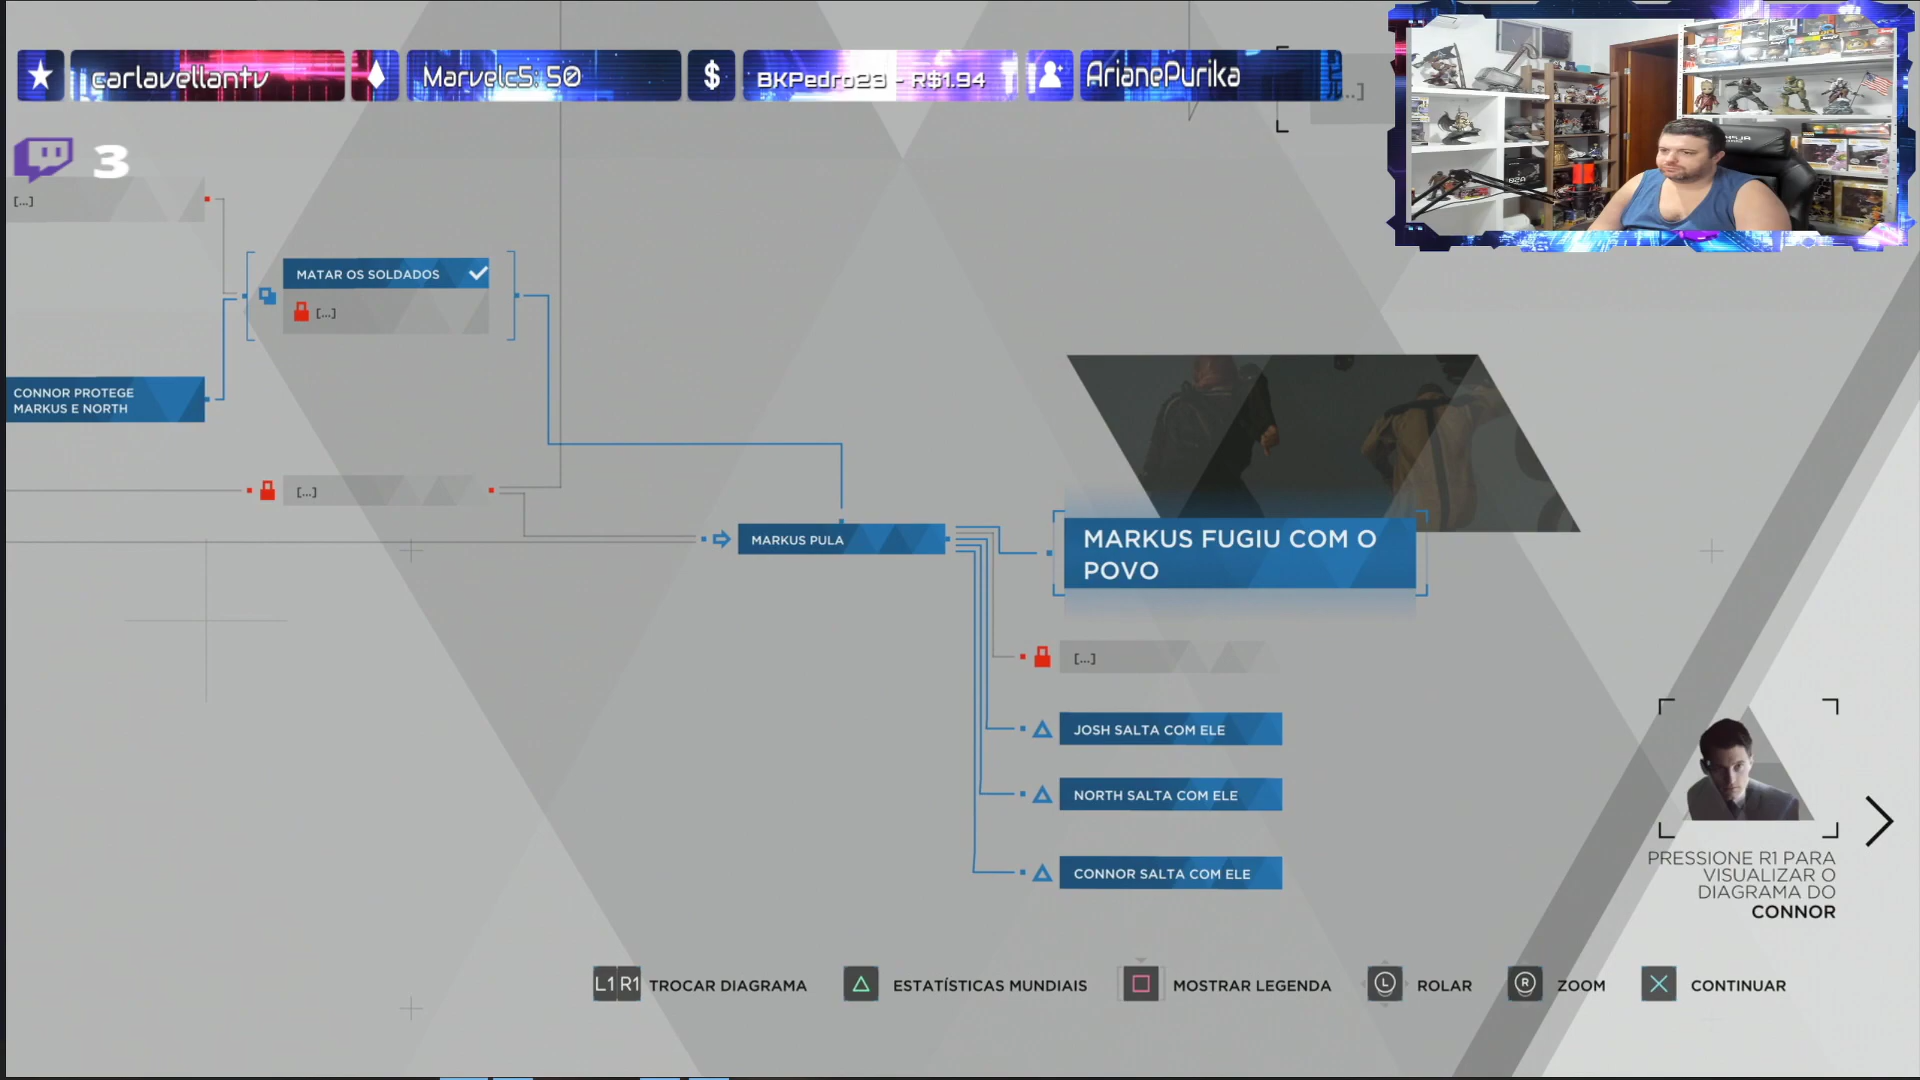 carlavellantv
Marvelc5: 50
$
BKPedro23 - R$1.94
ArianePurika
...]
3
[...]
MATAR OS SOLDADOS
[...]
CONNOR PROTEGE
MARKUS E NORTH
[...]
MARKUS PULA
MARKUS FUGIU COM O
POVO
[...]
JOSH SALTA COM ELE
NORTH SALTA COM ELE
CONNOR SALTA COM ELE
PRESSIONE R1 PARA
VISUALIZAR O
DIAGRAMA DO
CONNOR
L1 R1 TROCAR DIAGRAMA
ESTATÍSTICAS MUNDIAIS
MOSTRAR LEGENDA
L ROLAR
R ZOOM
CONTINUAR